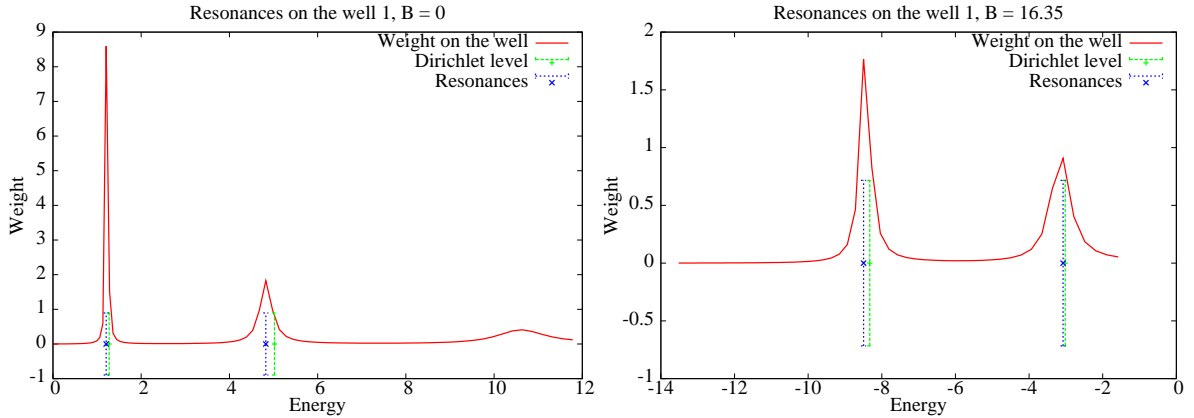 Resonances on the well 1, B = 0
Weight on the well
Dirichlet level
Resonances
Weight
9
8
7
6
5
4
3
2
1
0
-1
0 2 4 6 8 10 12
Energy
Resonances on the well 1, B = 16.35
Weight on the well
Dirichlet level
Resonances
Weight
2
1.5
1
0.5
0
-0.5
-1
-14 -12 -10 -8 -6 -4 -2 0
Energy